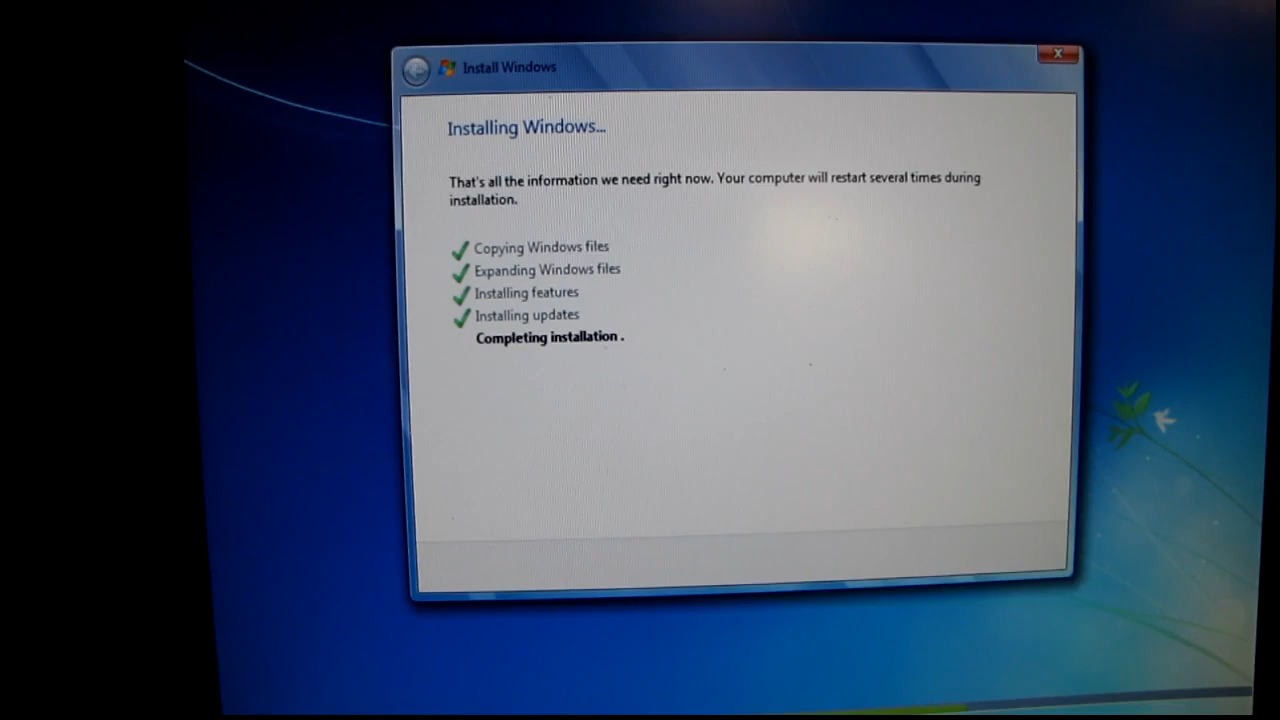 Install Windows
Installing Windows...
That's all the information we need right now. Your computer will restart several times during
installation.
Copying Windows files
Expanding Windows files
Installing features
Installing updates
Completing installation .